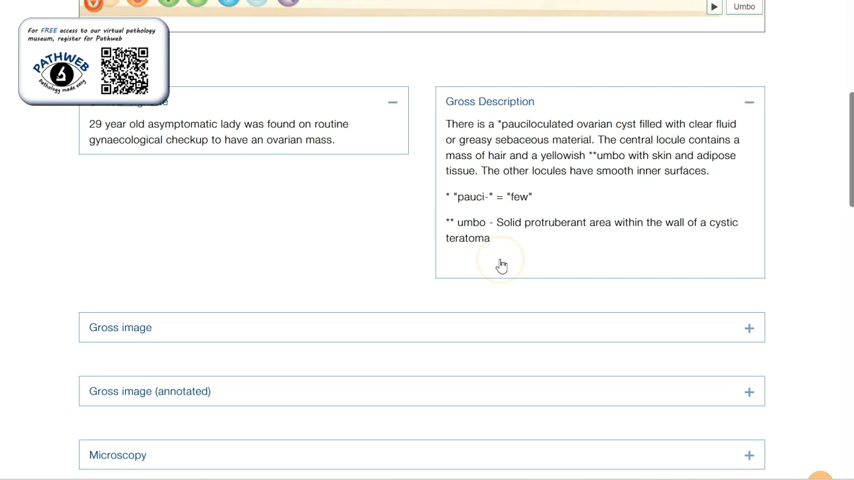 Umbo
For FREE access to our virtual pathology
museum, register for Pathweb
PATHWEB
Pathology made easy
29 year old asymptomatic lady was found on routine
gynaecological checkup to have an ovarian mass.
Gross Description
There is a *pauciloculated ovarian cyst filled with clear fluid
or greasy sebaceous material. The central locule contains a
mass of hair and a yellowish **umbo with skin and adipose
tissue. The other locules have smooth inner surfaces.
* "pauci-" = "few"
** umbo - Solid protruberant area within the wall of a cystic
teratoma
Gross image
Gross image (annotated)
Microscopy